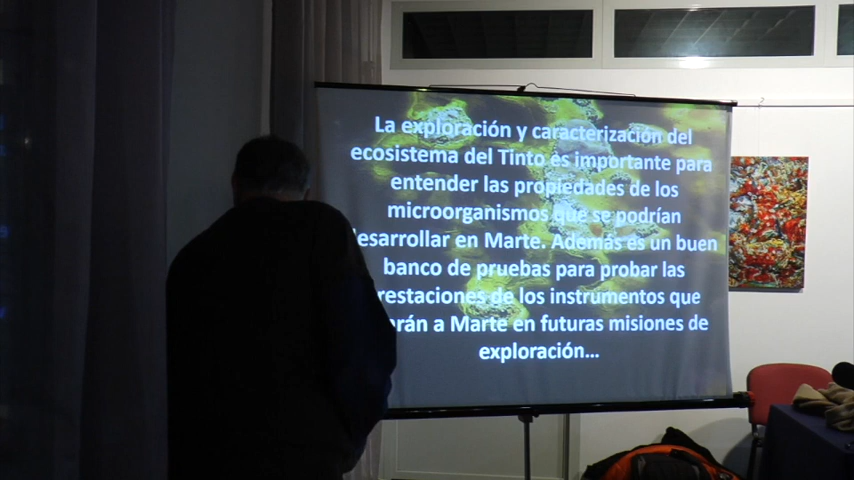 La exploración y caracterización del
ecosistema del Tinto es importante para
entender las propiedades de los
microorganismos que se podrían
desarrollar en Marte. Además es un buen
banco de pruebas para probar las
prestaciones de los instrumentos que
a Marte en futuras misiones de
exploración...